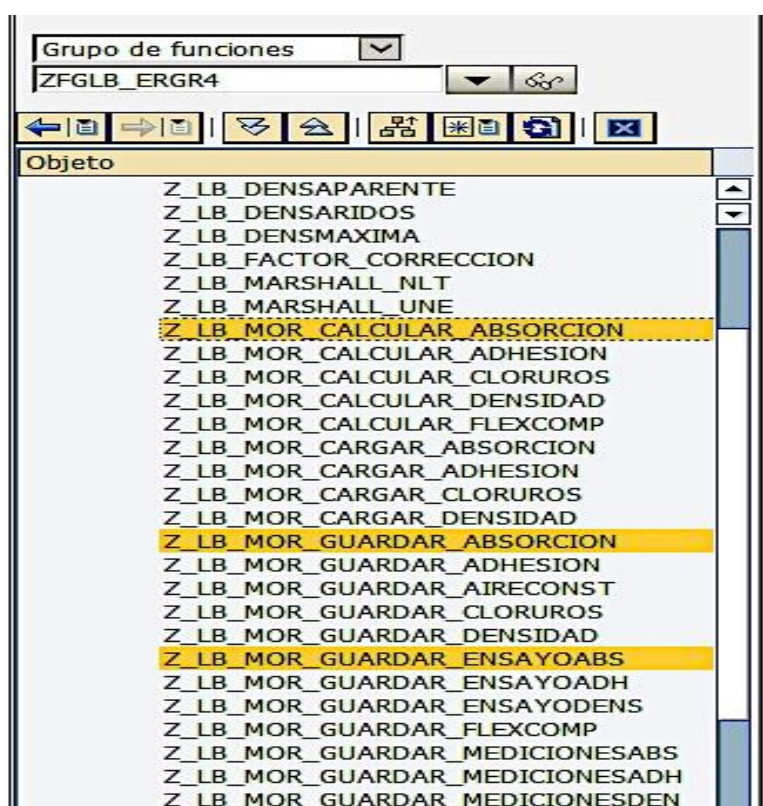 Grupo de funciones
ZFGLB_ERGR4
Objeto
Z_LB_DENSAPARENTE
Z_LB_DENSARIDOS
Z_LB_DENSMAXIMA
Z_LB_FACTOR_CORRECCION
Z_LB_MARSHALL_NLT
Z_LB_MARSHALL_UNE
Z_LB_MOR_CALCULAR_ABSORCION
Z_LB_MOR_CALCULAR_ADHESION
Z_LB_MOR_CALCULAR_CLORUROS
Z_LB_MOR_CALCULAR_DENSIDAD
Z_LB_MOR_CALCULAR_FLEXCOMP
Z_LB_MOR_CARGAR_ABSORCION
Z_LB_MOR_CARGAR_ADHESION
Z_LB_MOR_CARGAR_CLORUROS
Z_LB_MOR_CARGAR_DENSIDAD
Z_LB_MOR_GUARDAR_ABSORCION
Z_LB_MOR_GUARDAR_ADHESION
Z_LB_MOR_GUARDAR_AIRECONST
Z_LB_MOR_GUARDAR_CLORUROS
Z_LB_MOR_GUARDAR_DENSIDAD
Z_LB_MOR_GUARDAR_ENSAYOABS
Z_LB_MOR_GUARDAR_ENSAYOADH
Z_LB_MOR_GUARDAR_ENSAYODENS
Z_LB_MOR_GUARDAR_FLEXCOMP
Z_LB_MOR_GUARDAR_MEDICIONESABS
Z_LB_MOR_GUARDAR_MEDICIONESADH
Z_LB_MOR_GUARDAR_MEDICIONESDEN